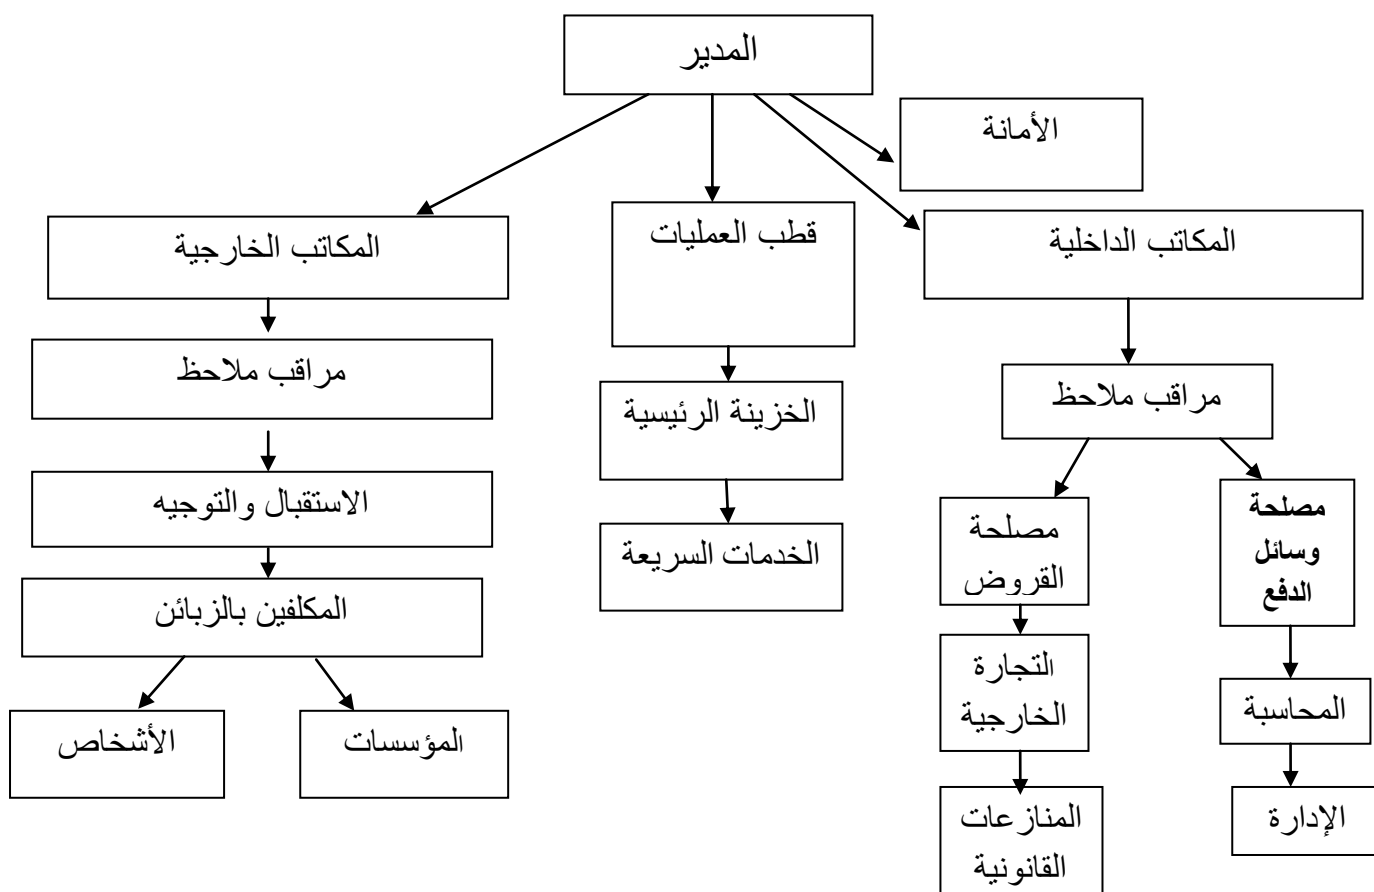 المدير
الأمانة
المكاتب الداخلية
قطب العمليات
المكاتب الخارجية
مراقب ملاحظ
مراقب ملاحظ
الخزينة الرئيسية
الاستقبال والتوجيه
مصلحة
وسائل
الدفع
مصلحة
القروض
الخدمات السريعة
المكلفين بالزبائن
التجارة
الخارجية
المحاسبة
المؤسسات
الأشخاص
الإدارة
المنازعات
القانونية